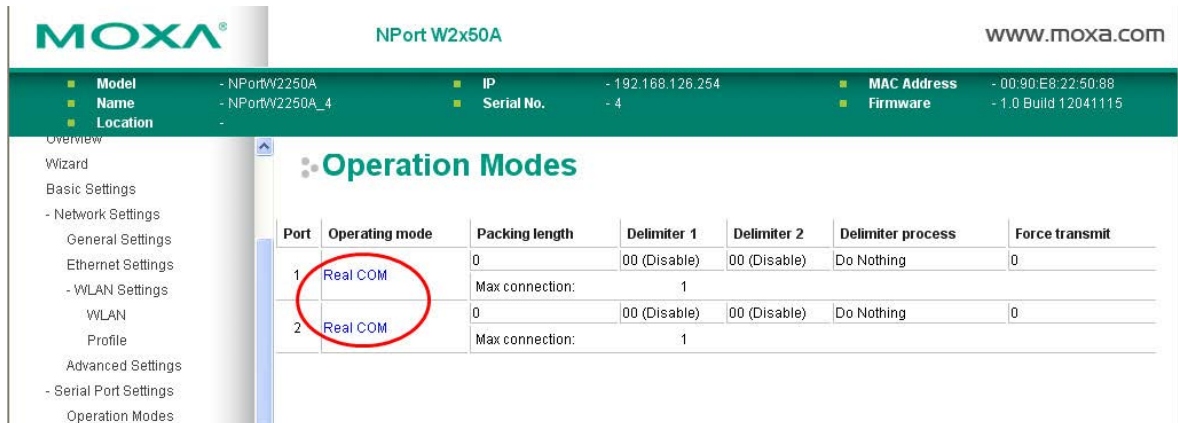 MOXA®
NPort W2x50A
www.moxa.com
Model - NPortW2250A IP - 192.168.126.254 MAC Address - 00:90:E8:22:50:88
Name - NPortW2250A_4 Serial No. - 4 Firmware - 1.0 Build 12041115
Location -
Overview
Wizard
Basic Settings
- Network Settings
General Settings
Ethernet Settings
- WLAN Settings
WLAN
Profile
Advanced Settings
- Serial Port Settings
Operation Modes
Operation Modes
Port Operating mode Packing length Delimiter 1 Delimiter 2 Delimiter process Force transmit
1 Real COM 0 00 (Disable) 00 (Disable) Do Nothing 0
Max connection: 1
2 Real COM 0 00 (Disable) 00 (Disable) Do Nothing 0
Max connection: 1